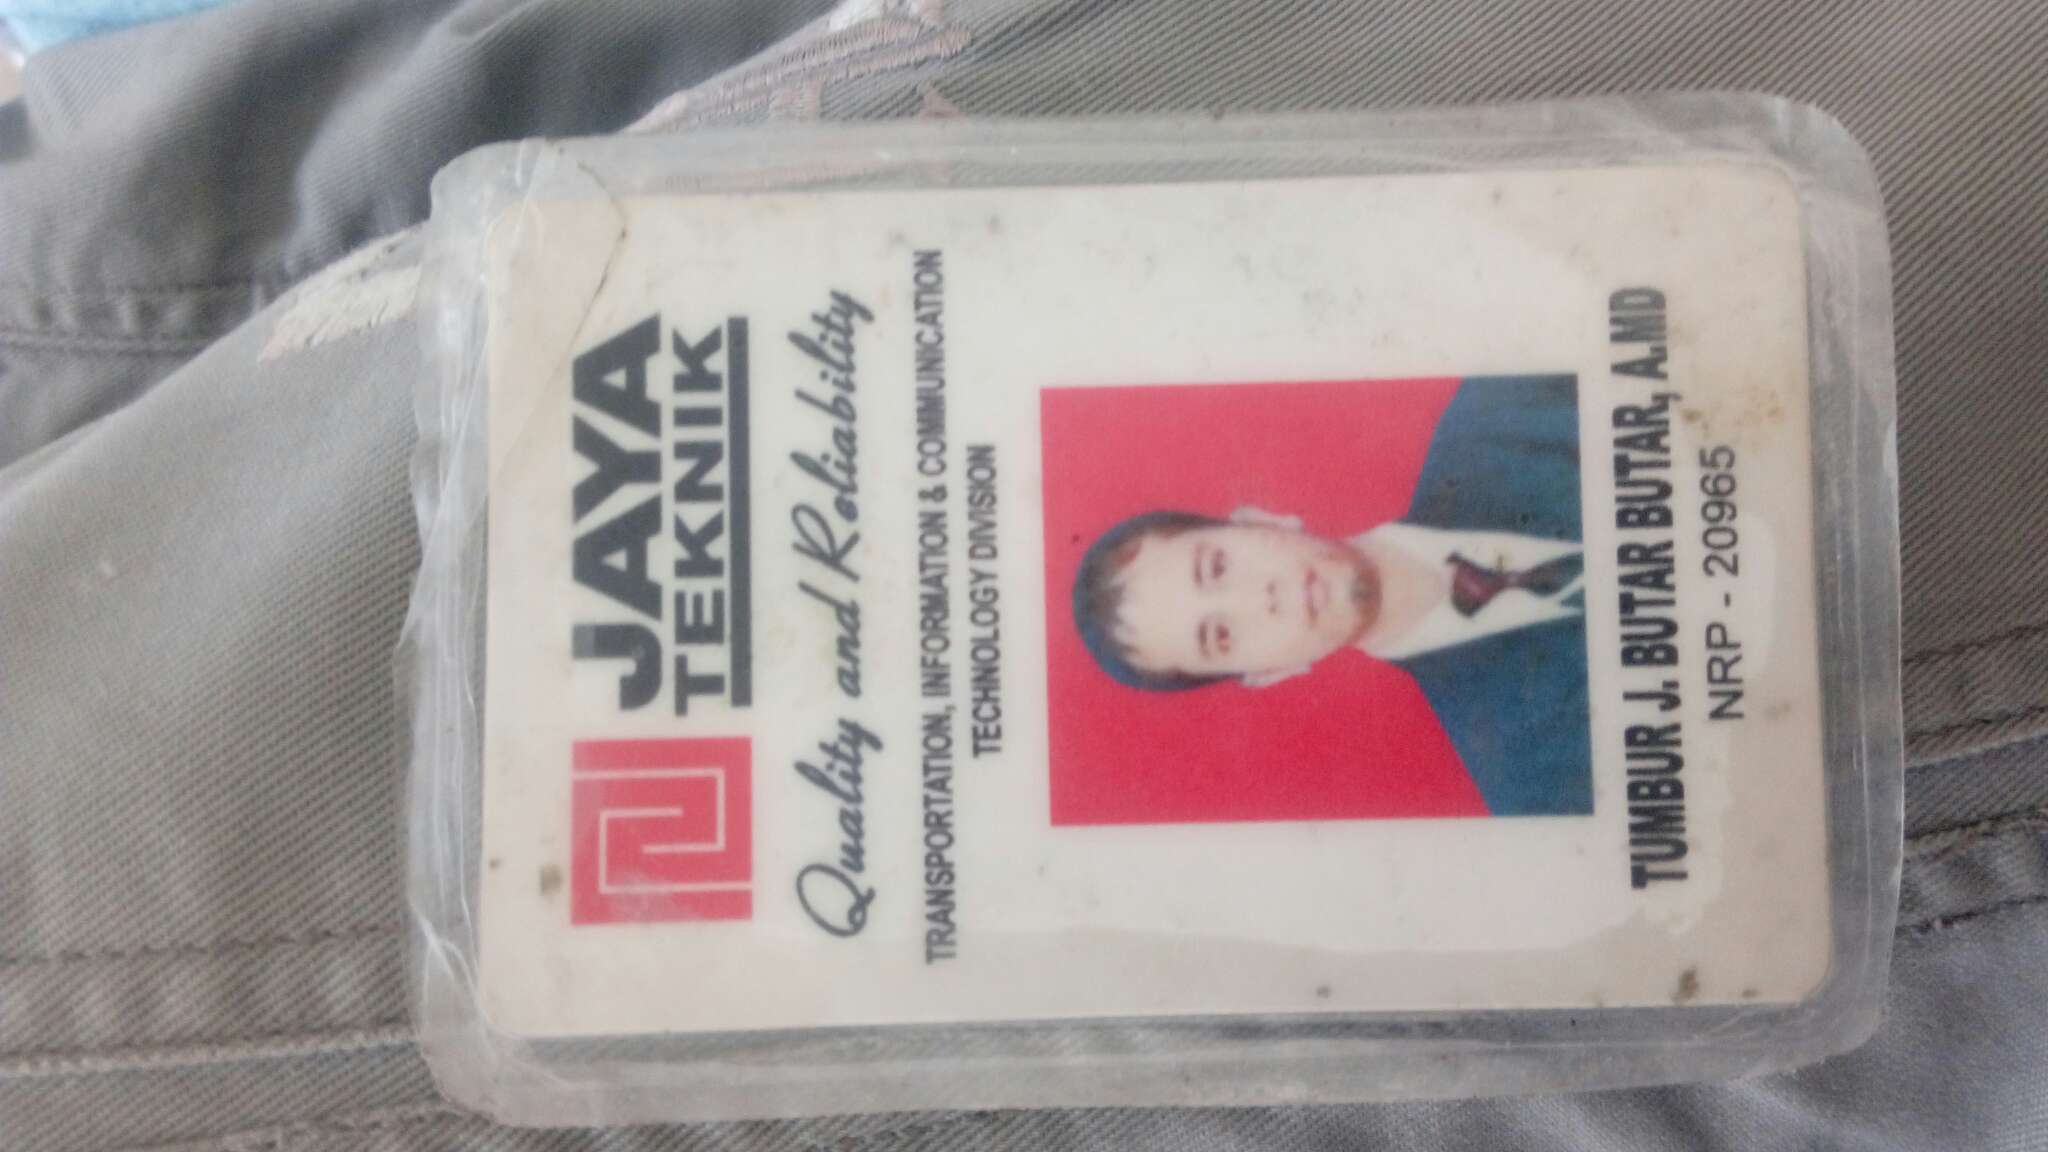 JAYA
TEKNIK
Quality and Reliability
TRANSPORTATION, INFORMATION & COMMUNICATION
TECHNOLOGY DIVISION
TUMBUR J. BUTAR BUTAR, A.MD
NRP - 20965